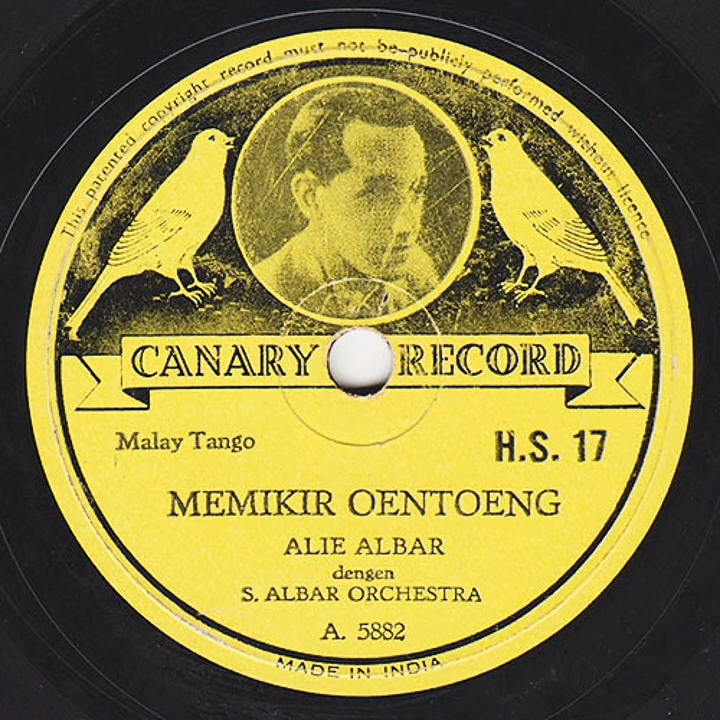 This patented copyright record must not be publicly performed without licence
CANARY RECORD
Malay Tango
H.S. 17
MEMIKIR OENTOENG
ALIE ALBAR
dengen
S. ALBAR ORCHESTRA
A. 5882
MADE IN INDIA